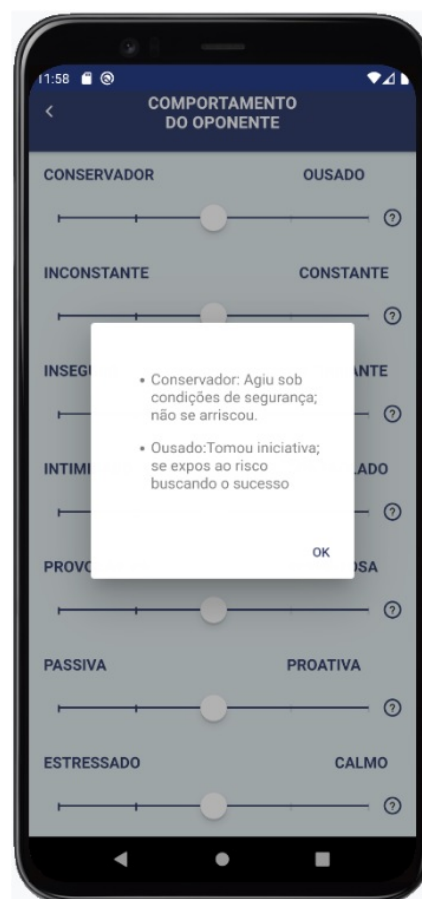 11:58
COMPORTAMENTO
DO OPONENTE
CONSERVADOR OUSADO
INCONSTANTE CONSTANTE
• Conservador: Agiu sob
condições de segurança;
não se arriscou.
• Ousado:Tomou iniciativa;
se expos ao risco
buscando o sucesso
OK
PASSIVA PROATIVA
ESTRESSADO CALMO